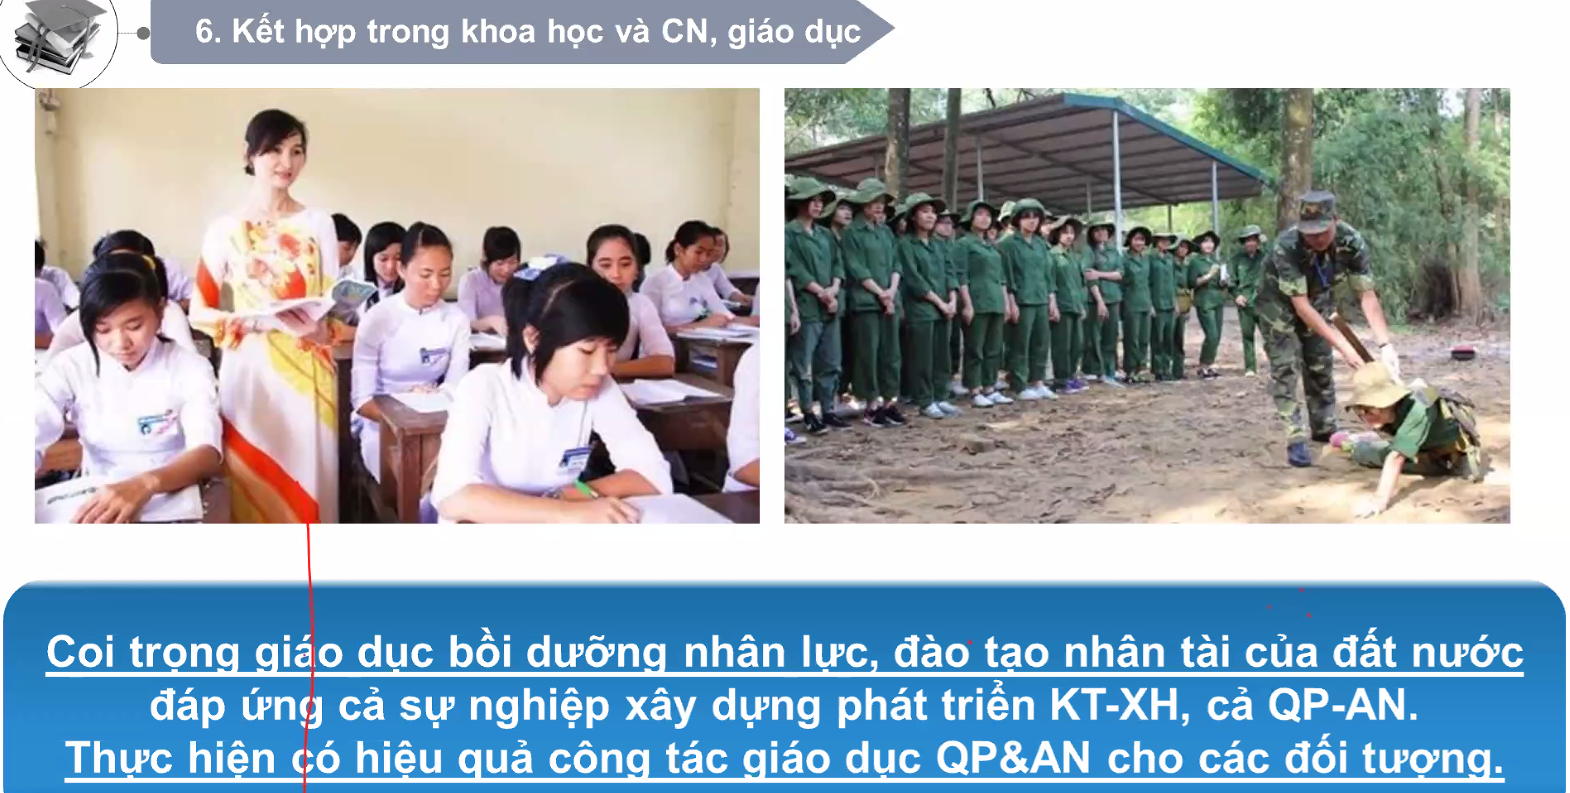 6. Kết hợp trong khoa học và CN, giáo dục
Coi trọng giáo dục bồi dưỡng nhân lực, đào tạo nhân tài của đất nước
đáp ứng cả sự nghiệp xây dựng phát triển KT-XH, cả QP-AN.
Thực hiện có hiệu quả công tác giáo dục QP&AN cho các đối tượng.